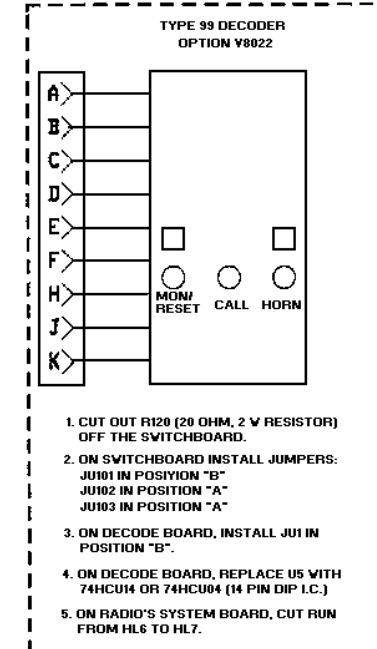 TYPE 99 DECODER
OPTION V8022
A
B
C
D
E
F
H
J
K
MON/
RESET
CALL
HORN
1. CUT OUT R120 (20 OHM, 2 W RESISTOR)
OFF THE SWITCHBOARD.
2. ON SWITCHBOARD INSTALL JUMPERS:
JU101 IN POSIYION "B"
JU102 IN POSITION "A"
JU103 IN POSITION "A"
3. ON DECODE BOARD, INSTALL JU1 IN
POSITION "B".
4. ON DECODE BOARD, REPLACE U5 WITH
74HCU14 OR 74HCU04 (14 PIN DIP I.C.)
5. ON RADIO'S SYSTEM BOARD, CUT RUN
FROM HL6 TO HL7.